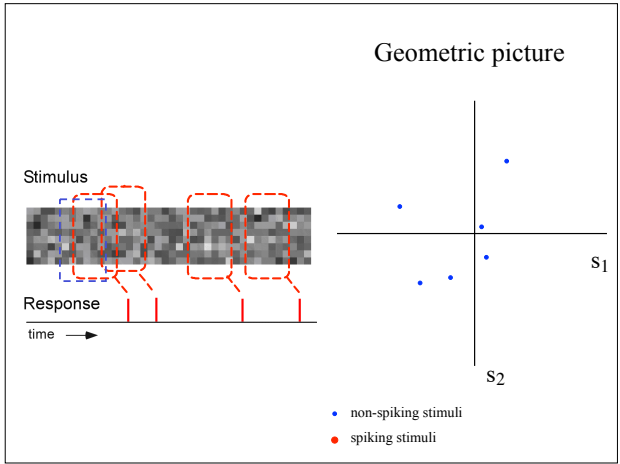 Geometric picture
Stimulus
Response
time
s1
s2
non-spiking stimuli
spiking stimuli